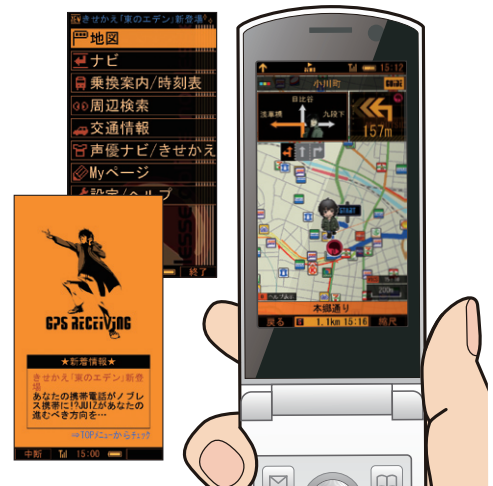 きせかえ「東のエデン」新登場
地図
ナビ
乗換案内/時刻表
周辺検索
交通情報
声優ナビ/きせかえ
Myページ
設定/ヘルプ
終了
GPS RECEIVING
★新着情報★
きせかえ「東のエデン」新登
場
あなたの携帯電話がノブレ
ス携帯に!?JUIZがあなたの
進むべき方向を…
⇒TOPメニューからチェック
中断 15:00
15:12
小川町
日比谷
浅草橋
九段下
157m
START
200m
本郷通り
戻る 1.1km 15:16 縮尺